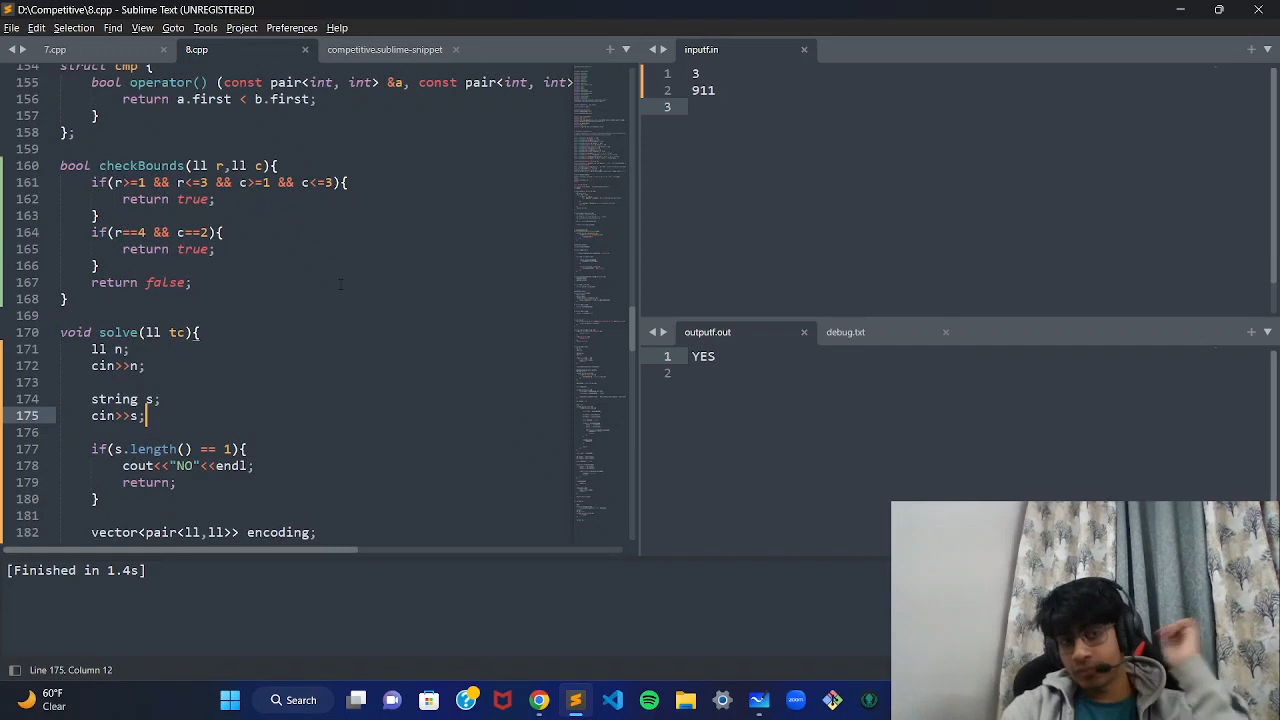 D:\Competitive\8.cpp - Sublime Text (UNREGISTERED)
File Edit Selection Find View Goto Tools Project Preferences Help
7.cpp
8.cpp
competitive.sublime-snippet
154 struct cmp {
155 bool operator() (const pair<int, int> &a, const pair<int, int>
156 return a.first < b.first;
157 }
158 };
159
160 bool checkBounds(ll r,ll c){
161 if(r>=0 && r<=3 && c>=1 && c<=3){
162 return true;
163 }
164 if(r==4 && c==2){
165 return true;
166 }
167 return false;
168 }
169
170 void solve(ll tc){
171 ll n;
172 cin>>n;
173
174 string s;
175 cin>>s;
176
177 if(s.length() == 1){
178 cout<<"NO"<<endl;
179 return;
180 }
181
182 vector<pair<ll,ll>> encoding;
input.in
1 3
2 911
3
output.out
debug.txt
1 YES
2
[Finished in 1.4s]
Line 175, Column 12
60°F
Clear
Search
zoom